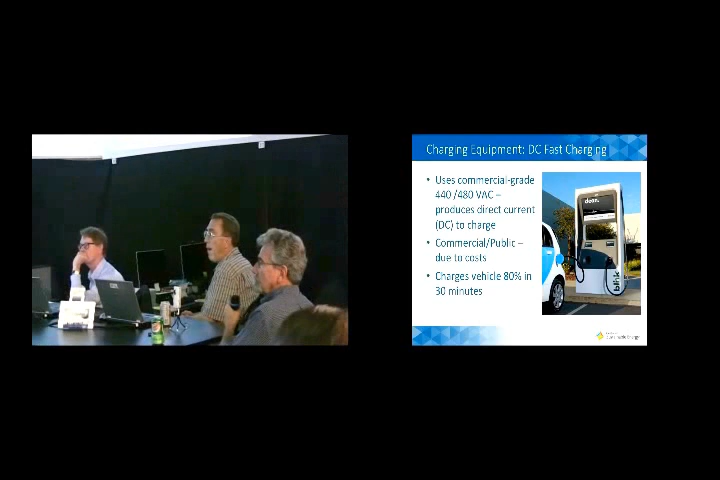 Charging Equipment: DC Fast Charging
• Uses commercial-grade
440 /480 VAC –
produces direct current
(DC) to charge
• Commercial/Public –
due to costs
• Charges vehicle 80% in
30 minutes
blink